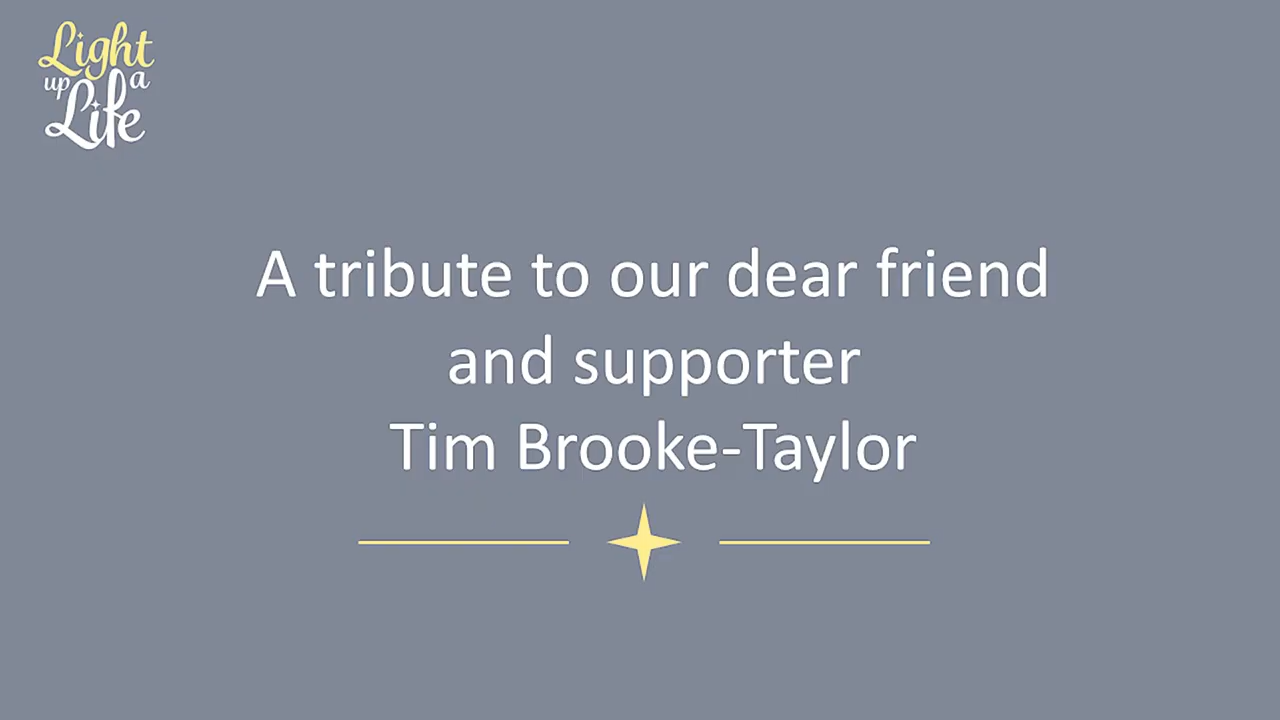 Light
up a
Life
A tribute to our dear friend
and supporter
Tim Brooke-Taylor